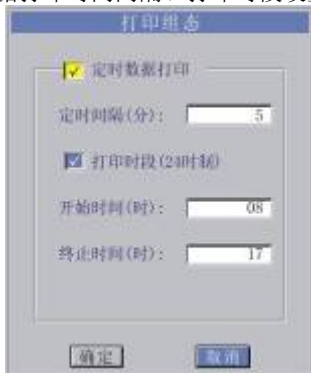 打印组态
定时数据打印
定时间隔(分): 5
打印时段(24时制)
开始时间(时): 08
终止时间(时): 17
确定 取消